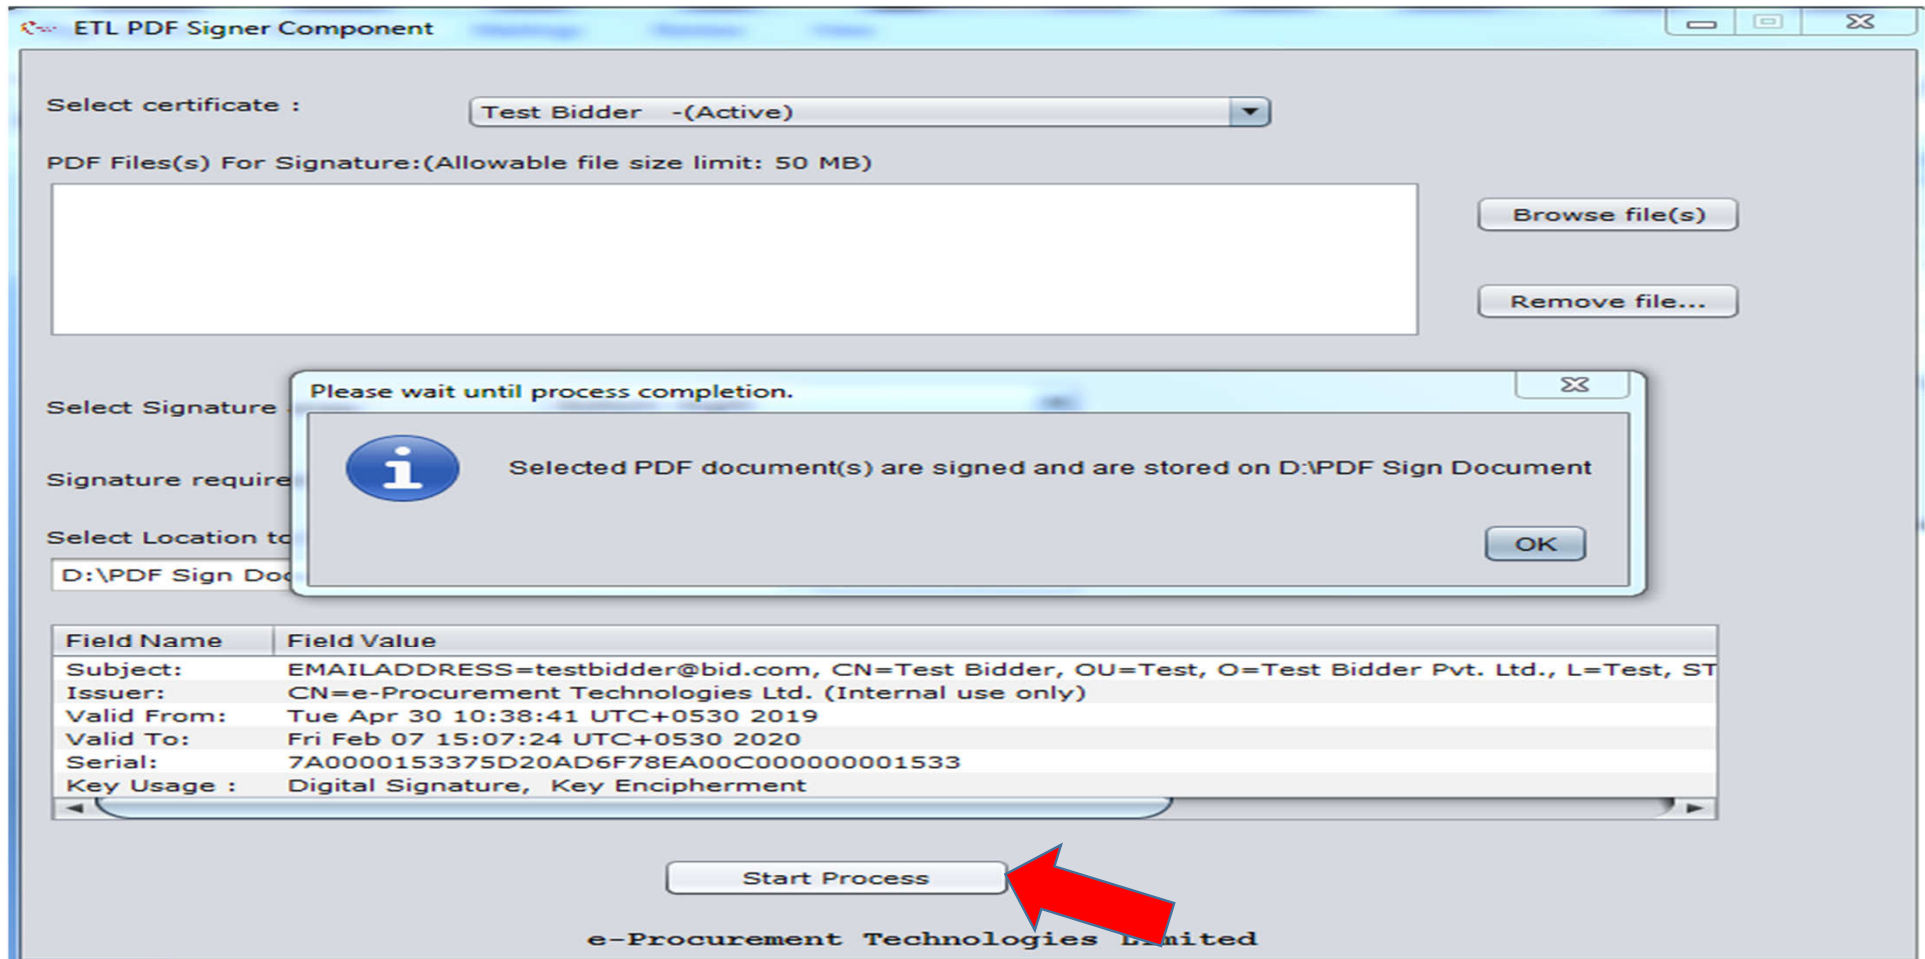 ETL PDF Signer Component
Select certificate :
Test Bidder -(Active)
PDF Files(s) For Signature:(Allowable file size limit: 50 MB)
Browse file(s)
Remove file...
Please wait until process completion.
Select Signature
Selected PDF document(s) are signed and are stored on D:\PDF Sign Document
Signature require
OK
Select Location to
D:\PDF Sign Doc
Field Name Field Value
Subject: EMAILADDRESS=testbidder@bid.com, CN=Test Bidder, OU=Test, O=Test Bidder Pvt. Ltd., L=Test, ST
Issuer: CN=e-Procurement Technologies Ltd. (Internal use only)
Valid From: Tue Apr 30 10:38:41 UTC+0530 2019
Valid To: Fri Feb 07 15:07:24 UTC+0530 2020
Serial: 7A0000153375D20AD6F78EA00C000000001533
Key Usage : Digital Signature, Key Encipherment
Start Process
e-Procurement Technologies Limited